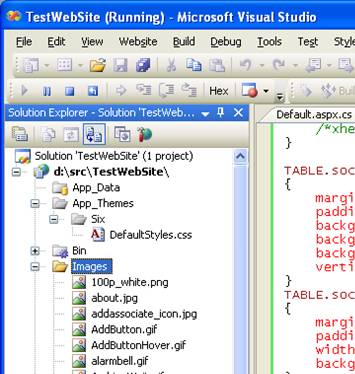 TestWebSite (Running) - Microsoft Visual Studio
File Edit View Website Build Debug Tools Test
Hex
Solution Explorer - Solution 'TestWeb...
Default.aspx.cs
Solution 'TestWebSite' (1 project)
d:\src\TestWebSite\
App_Data
App_Themes
Six
DefaultStyles.css
Bin
Images
100p_white.png
about.jpg
addassociate_icon.jpg
AddButton.gif
AddButtonHover.gif
alarmbell.gif
}
TABLE.soc
{
margi
paddi
backg
backg
backg
verti
}
TABLE.soc
{
margi
paddi
width
backg